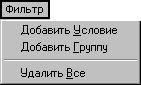 Фильтр
Добавить Условие
Добавить Группу
Удалить Все